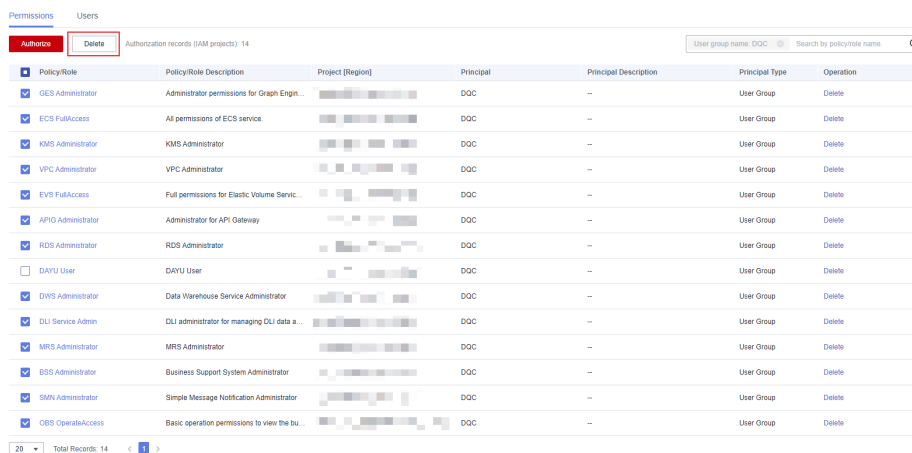 Permissions Users
Authorize Delete Authorization records (IAM projects): 14 User group name: DQC Search by policy/role name.
Policy/Role Policy/Role Description Project [Region] Principal Principal Description Principal Type Operation
GES Administrator Administrator permissions for Graph Engin... DQC -- User Group Delete
ECS FullAccess All permissions of ECS service. DQC -- User Group Delete
KMS Administrator KMS Administrator DQC -- User Group Delete
VPC Administrator VPC Administrator DQC -- User Group Delete
EVS FullAccess Full permissions for Elastic Volume Servic... DQC -- User Group Delete
APIG Administrator Administrator for API Gateway DQC -- User Group Delete
RDS Administrator RDS Administrator DQC -- User Group Delete
DAYU User DAYU User DQC -- User Group Delete
DWS Administrator Data Warehouse Service Administrator DQC -- User Group Delete
DLI Service Admin DLI administrator for managing DLI data a... DQC -- User Group Delete
MRS Administrator MRS Administrator DQC -- User Group Delete
BSS Administrator Business Support System Administrator DQC -- User Group Delete
SMN Administrator Simple Message Notification Administrator DQC -- User Group Delete
OBS OperateAccess Basic operation permissions to view the bu... DQC -- User Group Delete
20 Total Records: 14 < 1 >